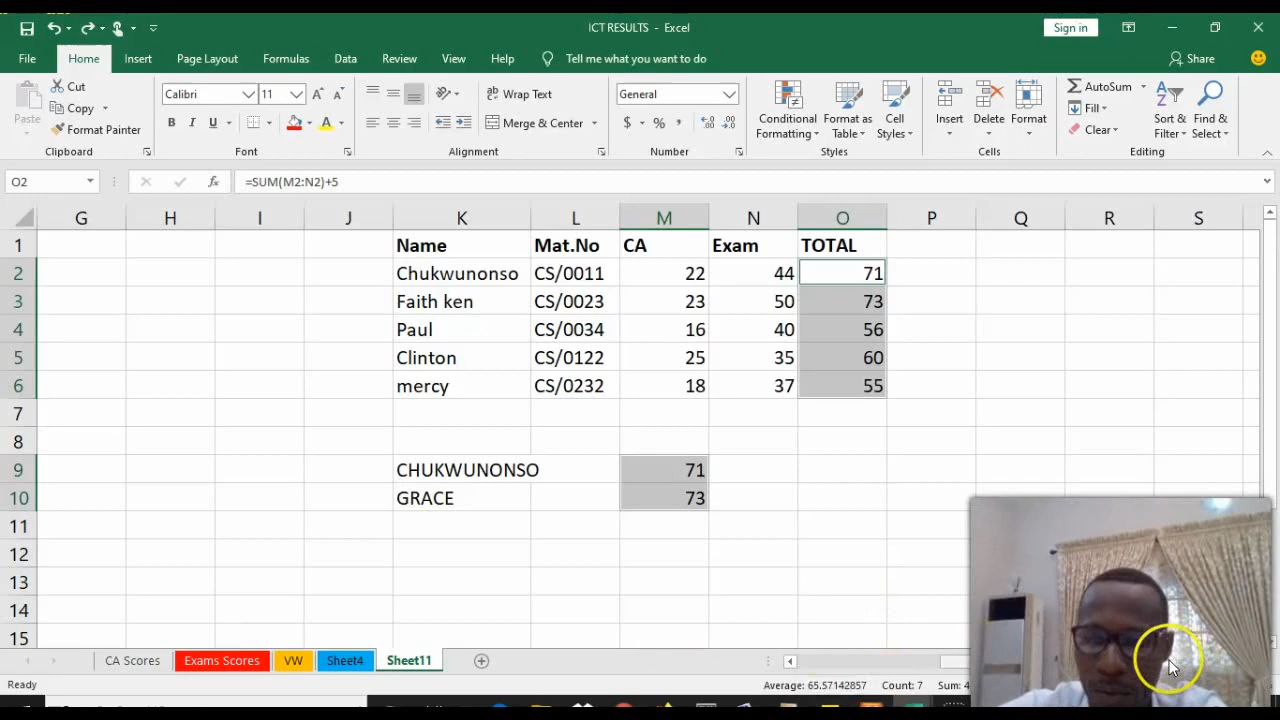 ICT RESULTS - Excel
Sign in
File Home Insert Page Layout Formulas Data Review View Help Tell me what you want to do Share
Paste
Cut
Copy
Format Painter
Clipboard
Calibri 11
B I U
Font
Wrap Text
Merge & Center
Alignment
General
$ %
Number
Conditional Formatting
Format as Table
Cell Styles
Styles
Insert
Delete
Format
Cells
AutoSum
Fill
Clear
Sort & Filter
Find & Select
Editing
O2 fx =SUM(M2:N2)+5
G H I J K L M N O P Q R S
1 Name Mat.No CA Exam TOTAL
2 Chukwunonso CS/0011 22 44 71
3 Faith ken CS/0023 23 50 73
4 Paul CS/0034 16 40 56
5 Clinton CS/0122 25 35 60
6 mercy CS/0232 18 37 55
7
8
9 CHUKWUNONSO 71
10 GRACE 73
11
12
13
14
15
CA Scores Exams Scores VW Sheet4 Sheet11
Ready Average: 65.57142857 Count: 7 Sum: 4